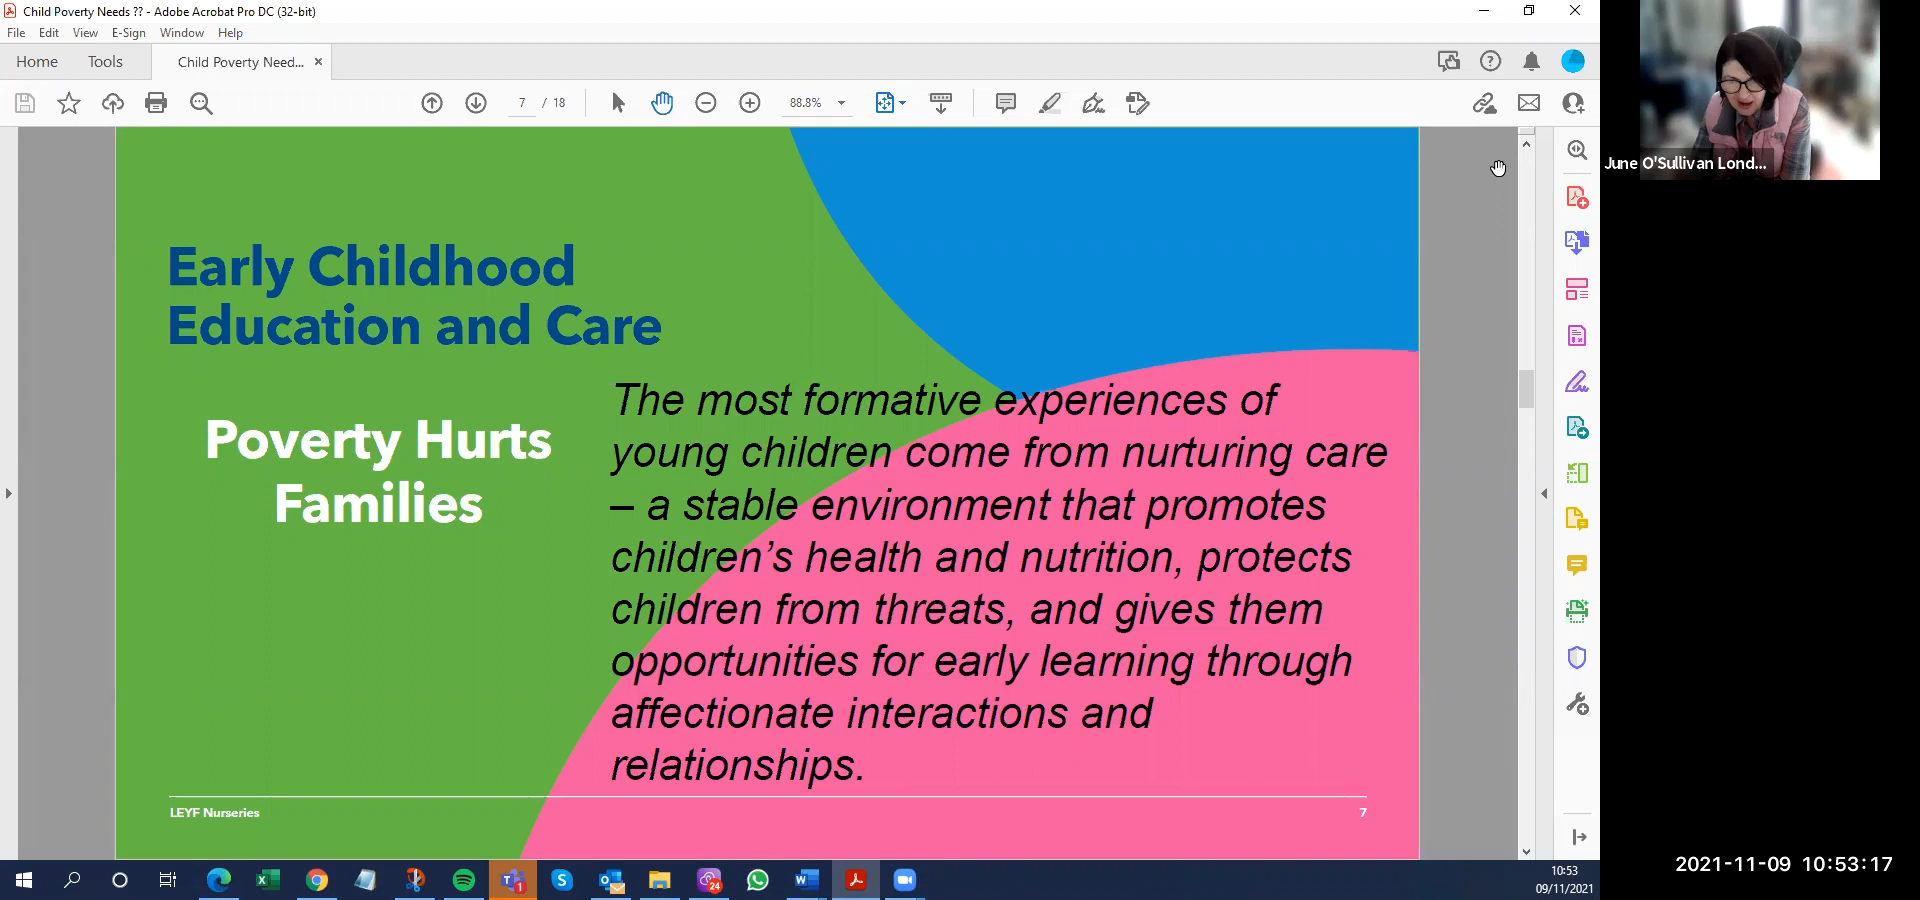 Child Poverty Needs ?? - Adobe Acrobat Pro DC (32-bit)
File Edit View E-Sign Window Help
Home Tools Child Poverty Need... ×
7 / 18 88.8%
June O'Sullivan Lond...
Early Childhood
Education and Care
Poverty Hurts
Families
The most formative experiences of
young children come from nurturing care
– a stable environment that promotes
children’s health and nutrition, protects
children from threats, and gives them
opportunities for early learning through
affectionate interactions and
relationships.
LEYF Nurseries 7
1
24
10:53
09/11/2021
2021-11-09 10:53:17